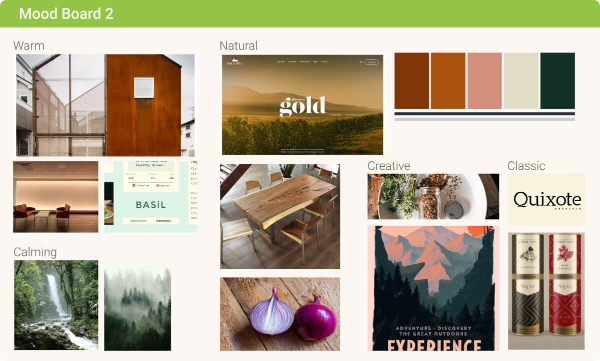 Mood Board 2
Warm
Natural
gold
BASiL
Creative
Classic
Quixote
Calming
ADVENTURE · DISCOVERY
THE GREAT OUTDOORS
EXPERIENCE